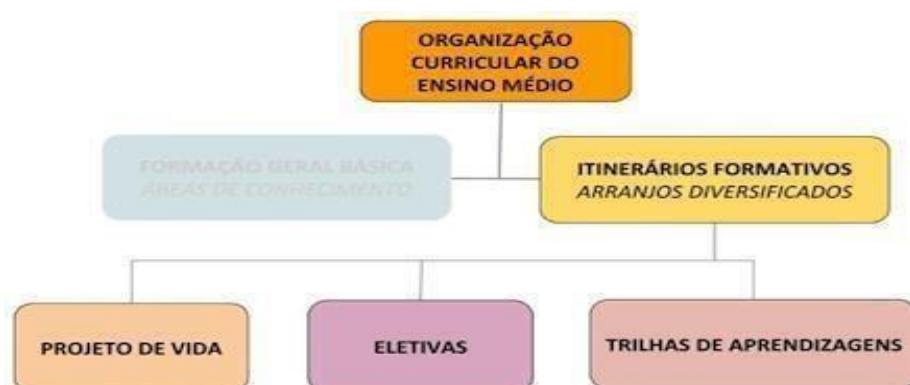 ORGANIZAÇÃO
CURRICULAR DO
ENSINO MÉDIO
FORMAÇÃO GERAL BÁSICA
ÁREAS DE CONHECIMENTO
ITINERÁRIOS FORMATIVOS
ARRANJOS DIVERSIFICADOS
PROJETO DE VIDA
ELETIVAS
TRILHAS DE APRENDIZAGENS